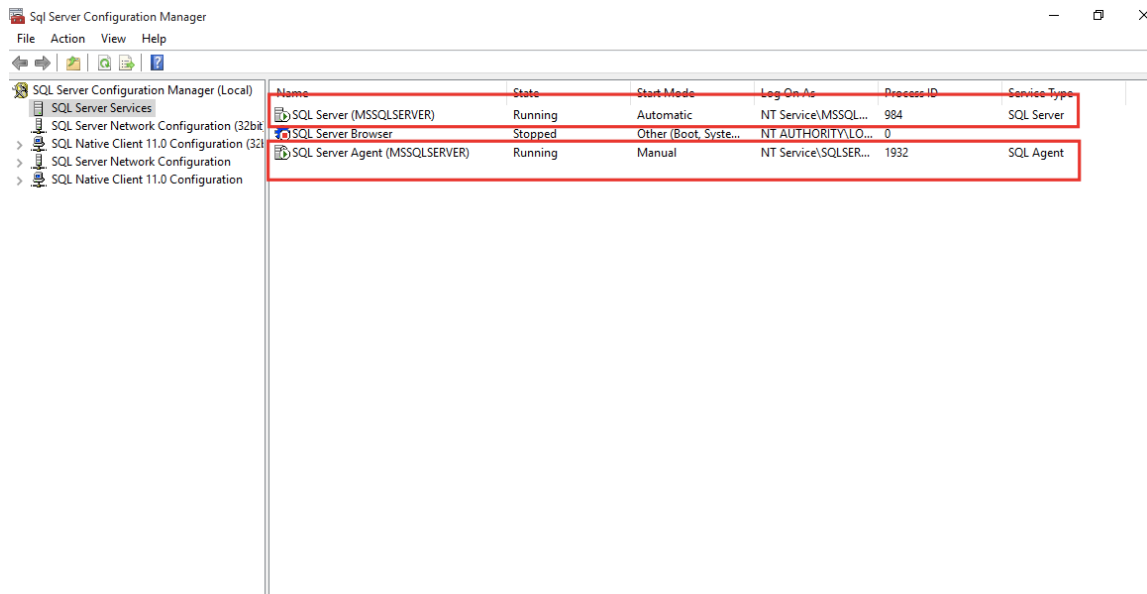 Sql Server Configuration Manager
File Action View Help
SQL Server Configuration Manager (Local)
SQL Server Services
SQL Server Network Configuration (32bit
SQL Native Client 11.0 Configuration (32b
SQL Server Network Configuration
SQL Native Client 11.0 Configuration
Name State Start Mode Log On As Process ID Service Type
SQL Server (MSSQLSERVER) Running Automatic NT Service\MSSQL... 984 SQL Server
SQL Server Browser Stopped Other (Boot, Syste... NT AUTHORITY\LO... 0
SQL Server Agent (MSSQLSERVER) Running Manual NT Service\SQLSER... 1932 SQL Agent